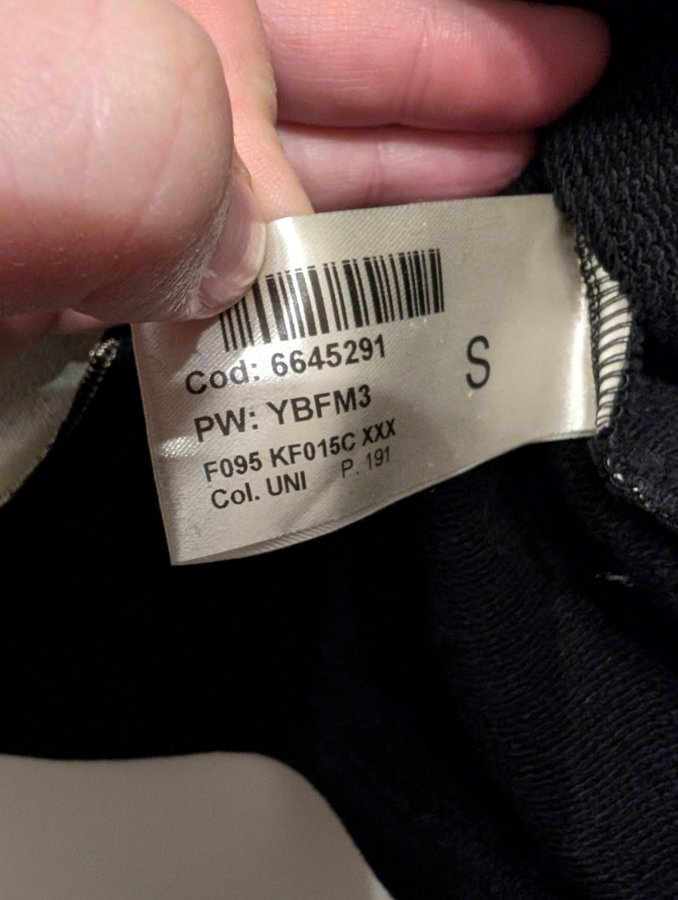 Cod: 6645291
S
PW: YBFM3
F095 KF015C XXX
Col. UNI P. 191